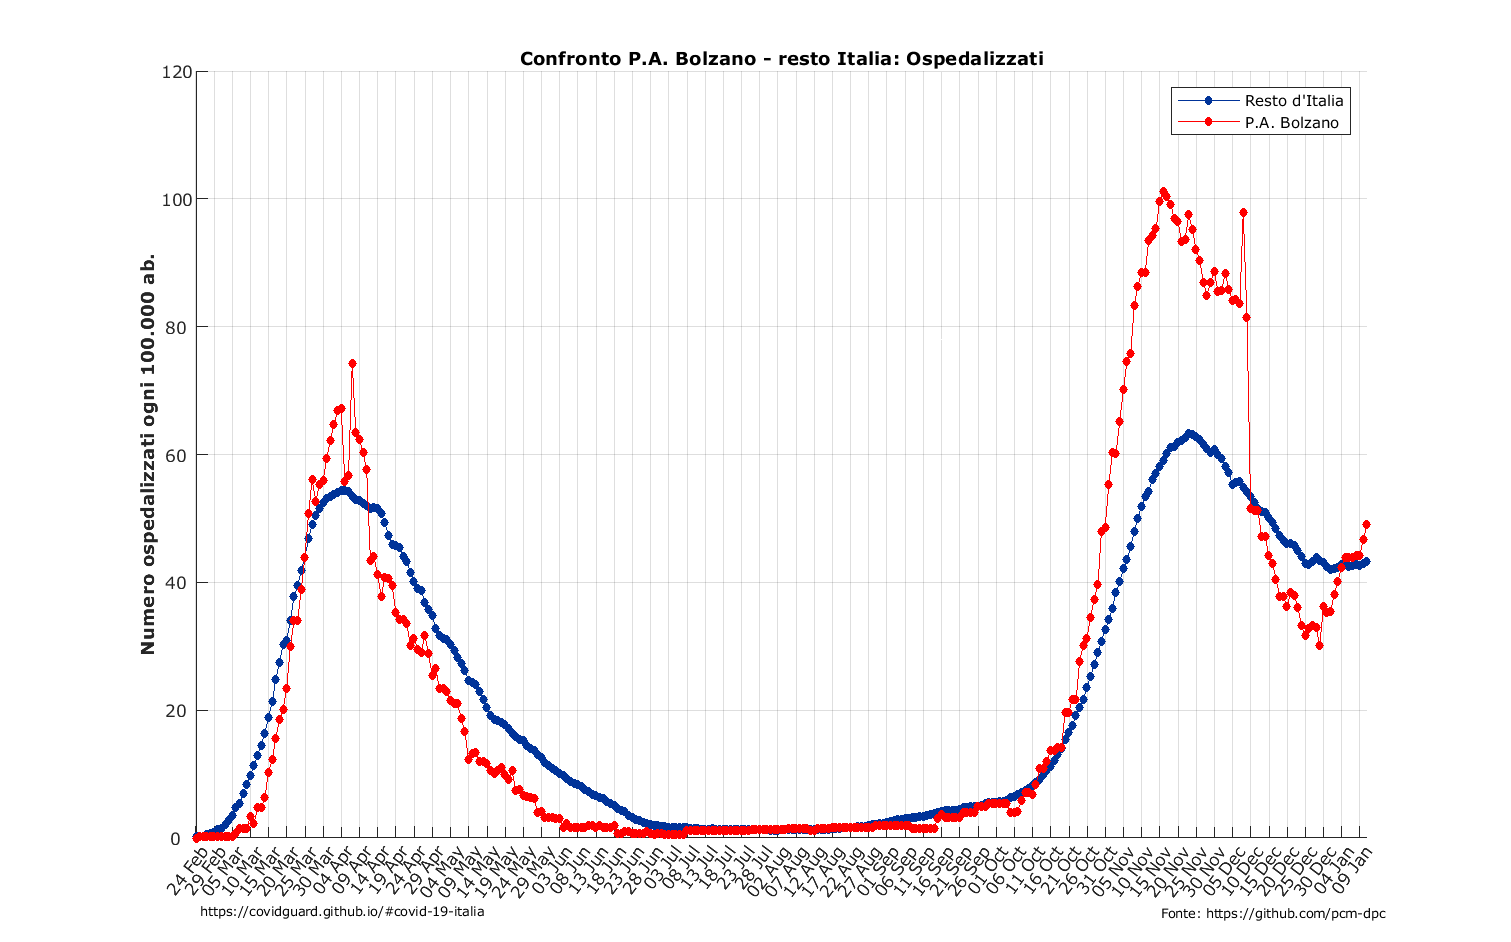 Confronto P.A. Bolzano - resto Italia: Ospedalizzati
Resto d'Italia
P.A. Bolzano
Numero ospedalizzati ogni 100.000 ab.
120
100
80
60
40
20
0
24 Feb
29 Feb
05 Mar
10 Mar
15 Mar
20 Mar
25 Mar
30 Mar
04 Apr
09 Apr
14 Apr
19 Apr
24 Apr
29 Apr
04 May
09 May
14 May
19 May
24 May
29 May
03 Jun
08 Jun
13 Jun
18 Jun
23 Jun
28 Jun
03 Jul
08 Jul
13 Jul
18 Jul
23 Jul
28 Jul
02 Aug
07 Aug
12 Aug
17 Aug
22 Aug
27 Aug
01 Sep
06 Sep
11 Sep
16 Sep
21 Sep
26 Sep
01 Oct
06 Oct
11 Oct
16 Oct
21 Oct
26 Oct
31 Oct
05 Nov
10 Nov
15 Nov
20 Nov
25 Nov
30 Nov
05 Dec
10 Dec
15 Dec
20 Dec
25 Dec
30 Dec
04 Jan
09 Jan
https://covidguard.github.io/#covid-19-italia
Fonte: https://github.com/pcm-dpc